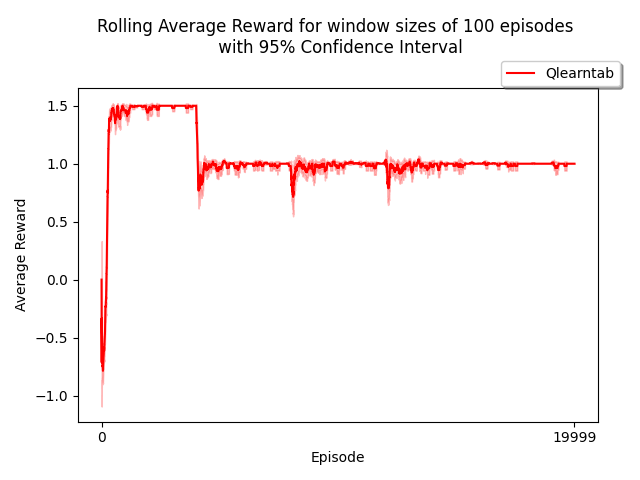 Rolling Average Reward for window sizes of 100 episodes
with 95% Confidence Interval
Qlearntab
1.5
1.0
0.5
0.0
−0.5
−1.0
Average Reward
0
19999
Episode